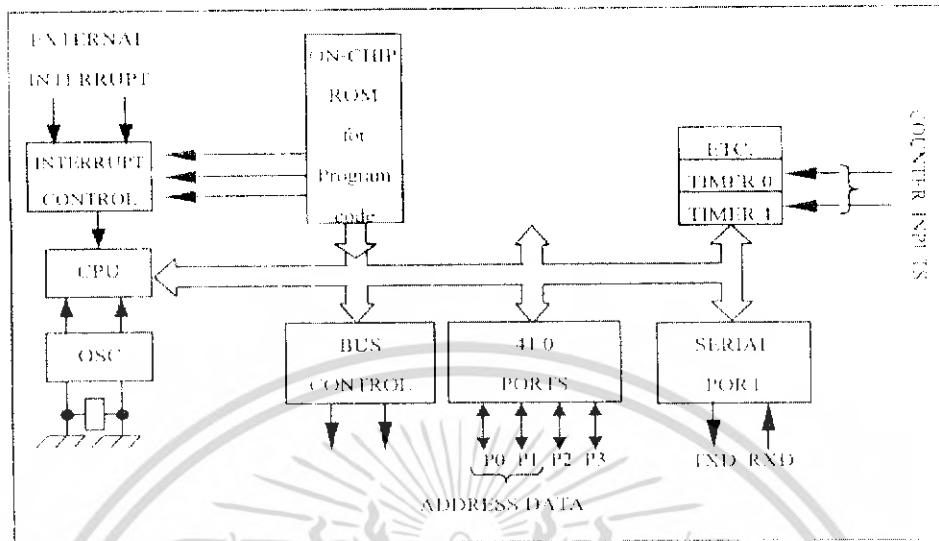 EXTERNAL
INTERRUPT
INTERRUPT
CONTROL
CPU
OSC
ON-CHIP
ROM
for
Program
code
ETC.
TIMER 0
TIMER 1
COUNTER INPUTS
BUS
CONTROL
4 I/O
PORTS
SERIAL
PORT
P0 P1 P2 P3
TXD RXD
ADDRESS DATA